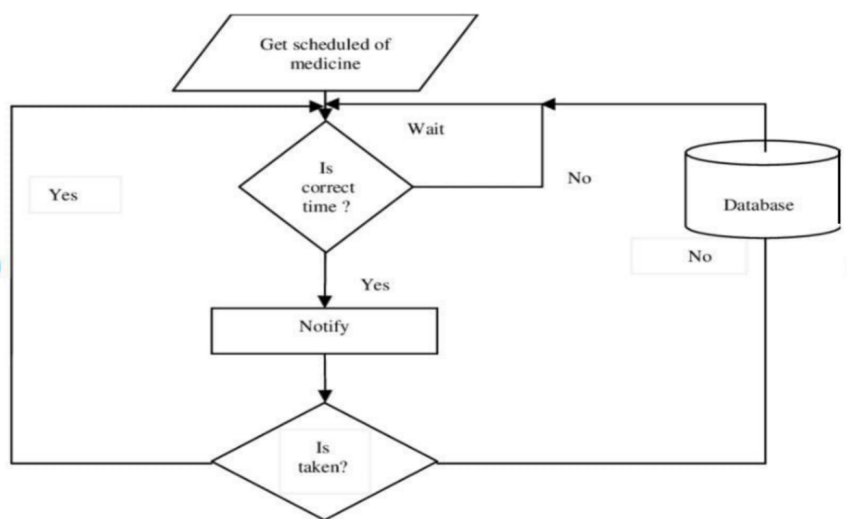 Get scheduled of
medicine
Wait
Is
correct
time ?
No
Yes
Database
No
Yes
Notify
Is
taken?